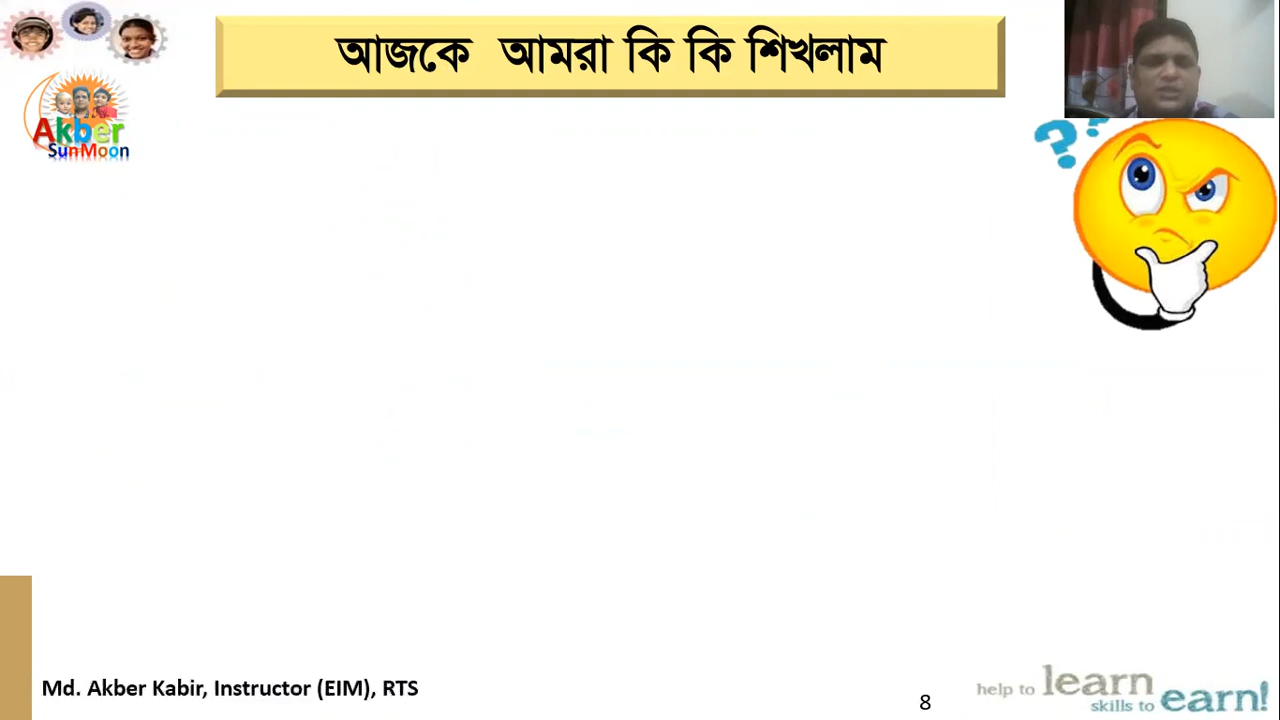 আজকে আমরা কি কি শিখলাম
Akber
SunMoon
Md. Akber Kabir, Instructor (EIM), RTS
8
help to learn
skills to earn!